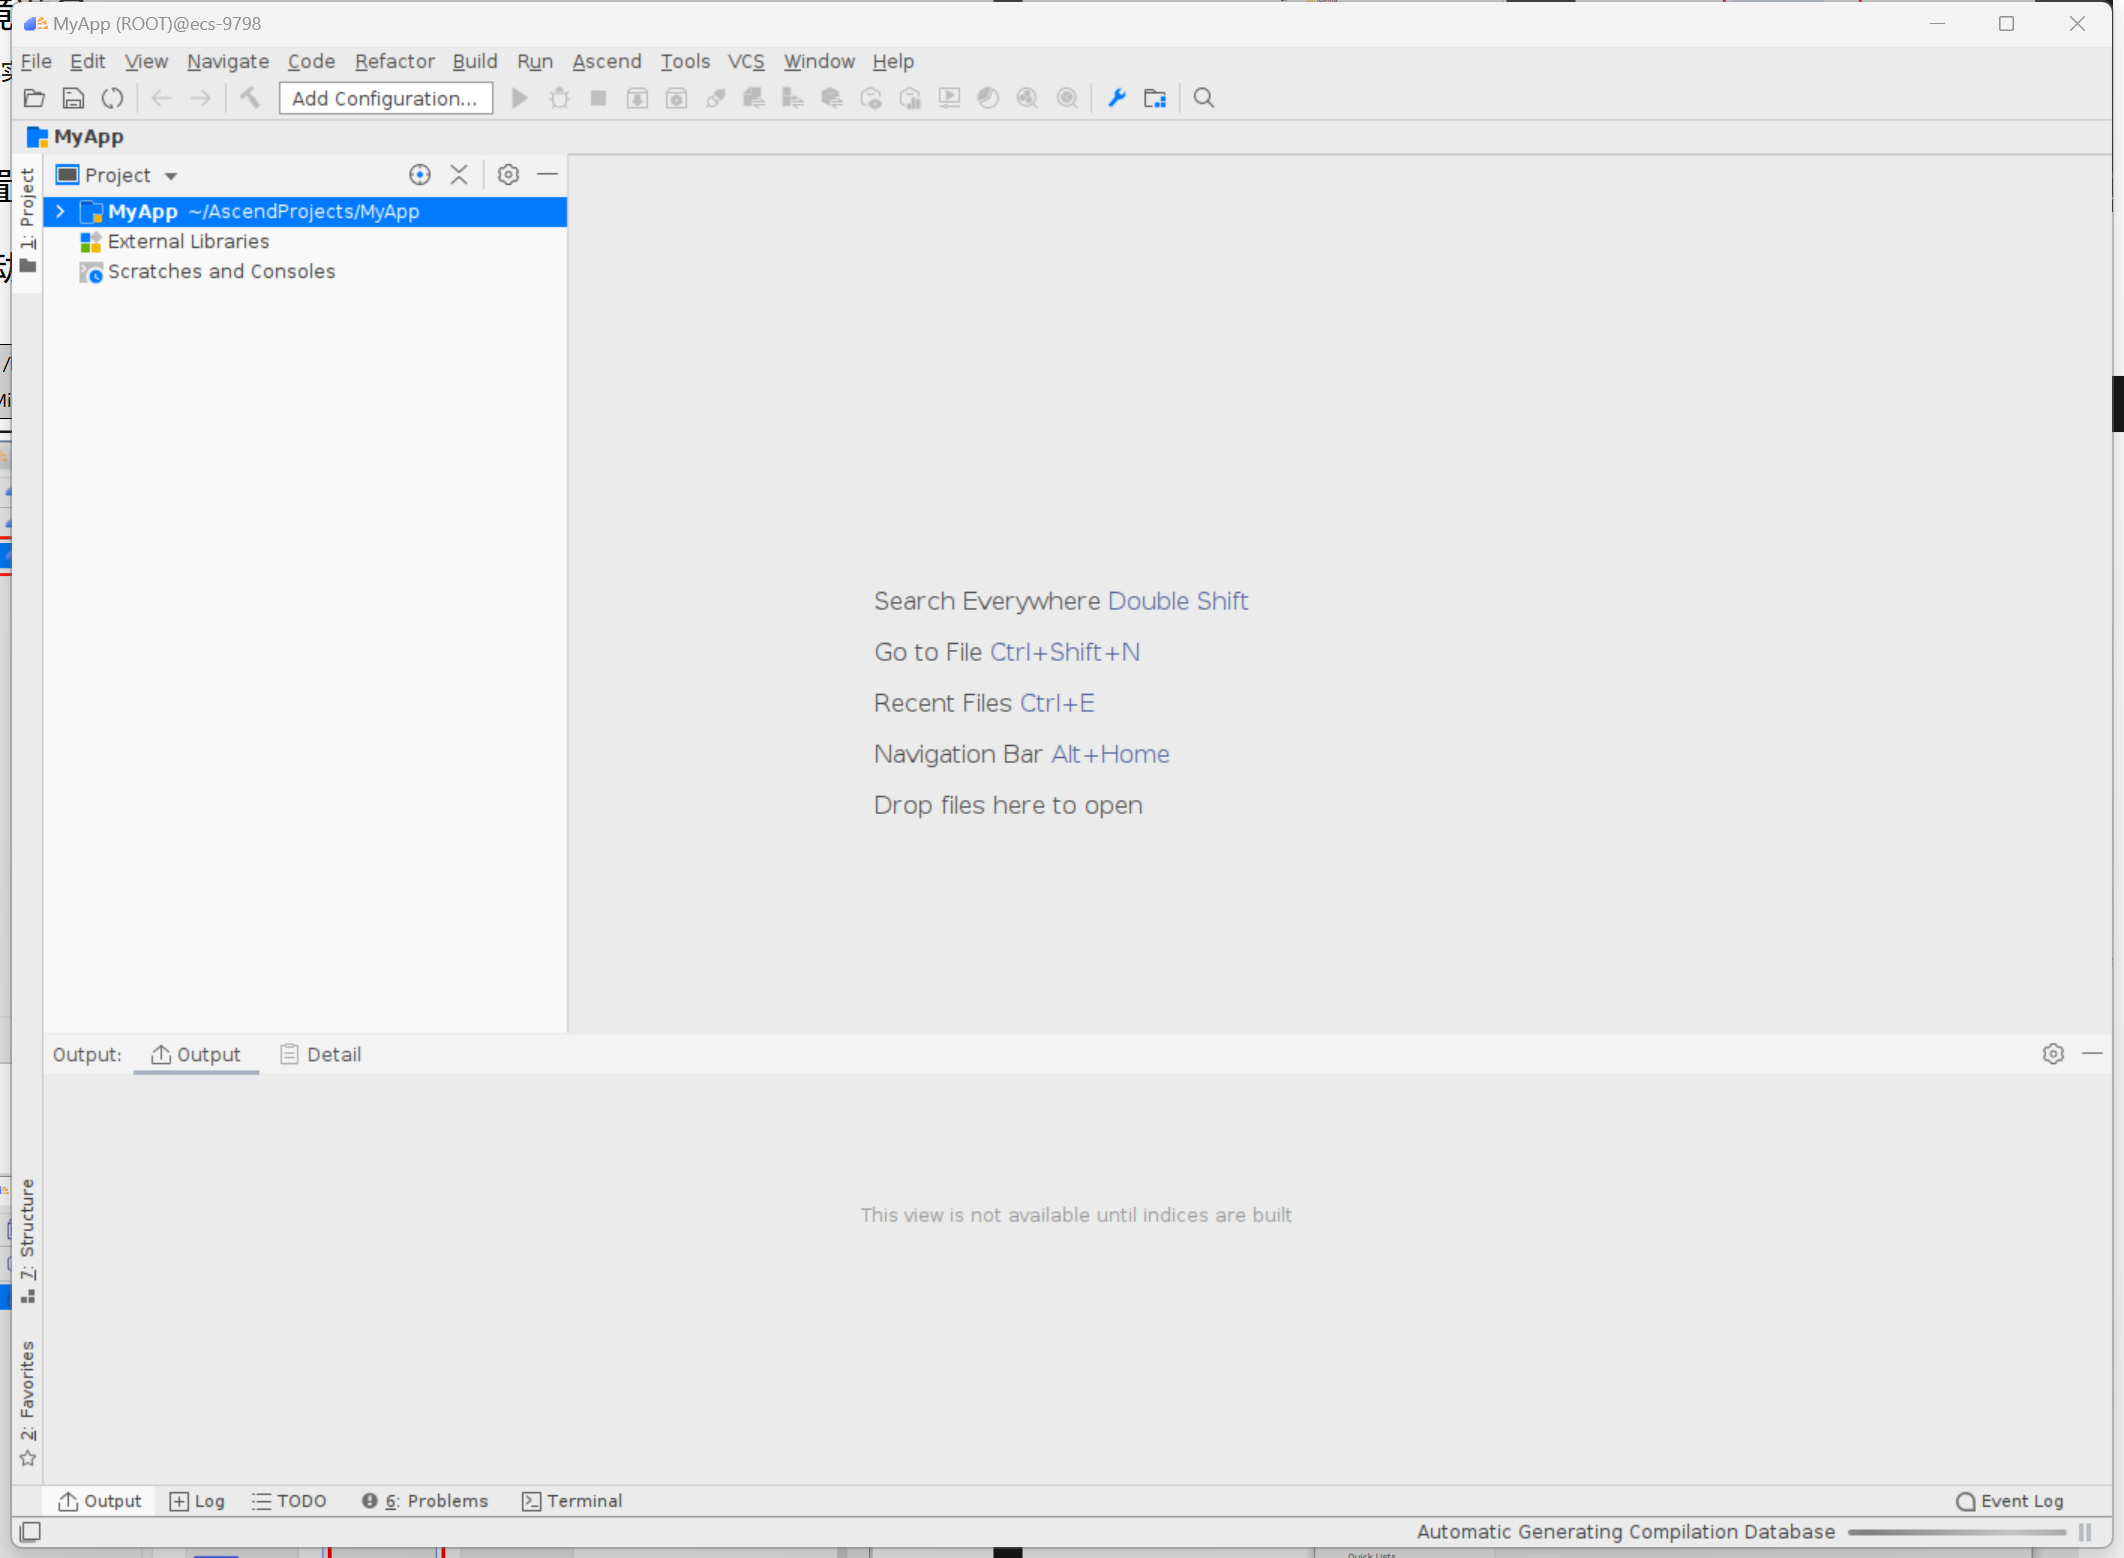 MyApp (ROOT)@ecs-9798
File Edit View Navigate Code Refactor Build Run Ascend Tools VCS Window Help
Add Configuration...
MyApp
1: Project
Project
MyApp ~/AscendProjects/MyApp
External Libraries
Scratches and Consoles
Search Everywhere Double Shift
Go to File Ctrl+Shift+N
Recent Files Ctrl+E
Navigation Bar Alt+Home
Drop files here to open
Output: Output Detail
This view is not available until indices are built
7: Structure
2: Favorites
Output Log TODO 6: Problems Terminal Event Log
Automatic Generating Compilation Database